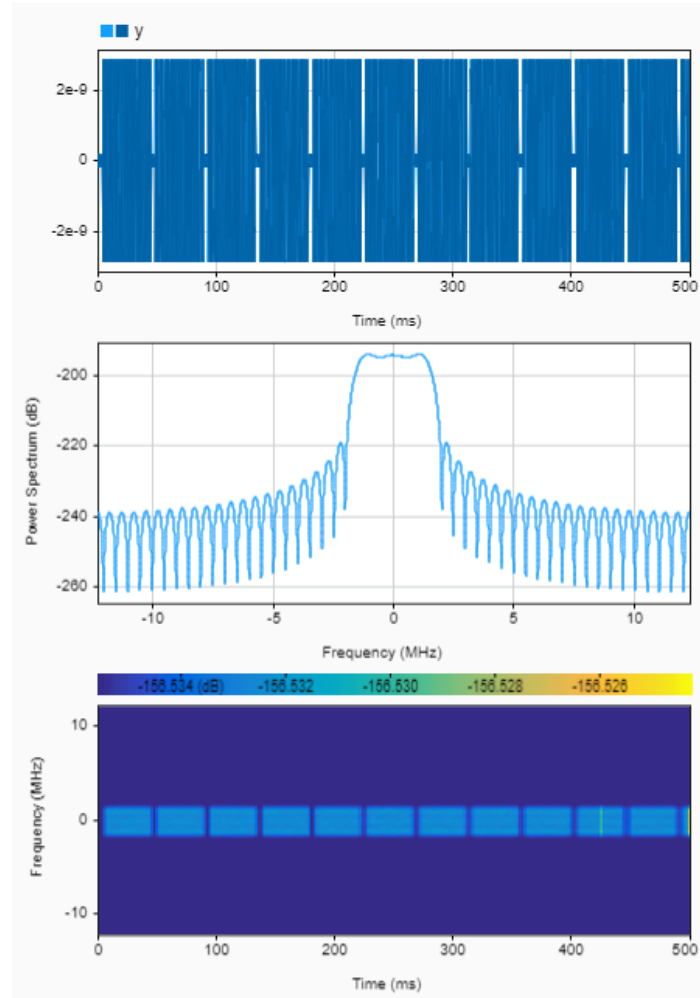 y
2e-9
0
-2e-9
0 100 200 300 400 500
Time (ms)
Power Spectrum (dB)
-200
-220
-240
-260
-10 -5 0 5 10
Frequency (MHz)
-156.534 (dB) -156.532 -156.530 -156.528 -156.526
Frequency (MHz)
10
0
-10
0 100 200 300 400 500
Time (ms)